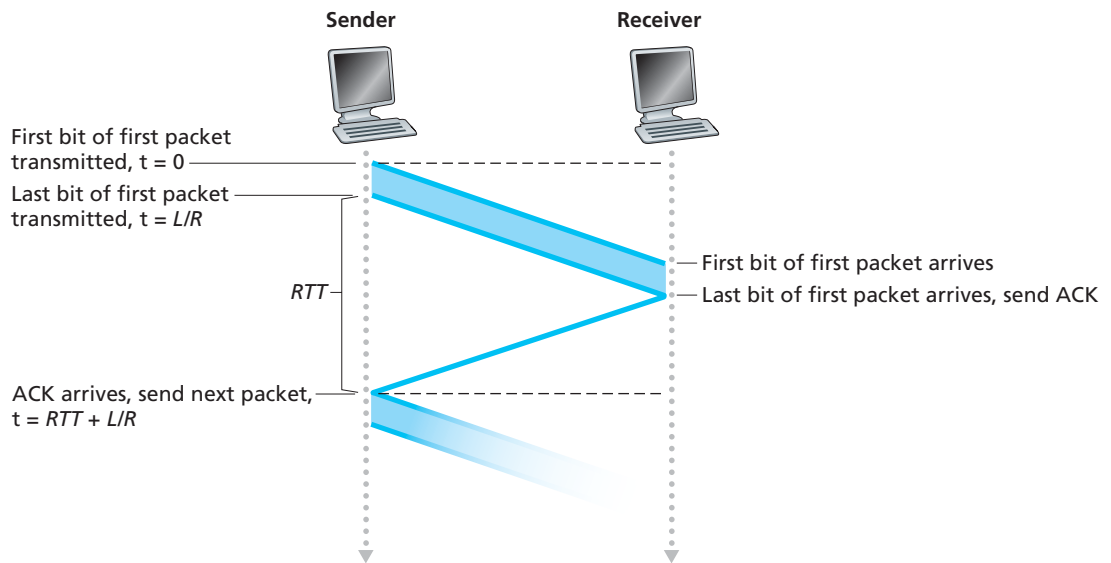 Sender
Receiver
First bit of first packet
transmitted, t = 0
Last bit of first packet
transmitted, t = L/R
First bit of first packet arrives
RTT
Last bit of first packet arrives, send ACK
ACK arrives, send next packet,
t = RTT + L/R